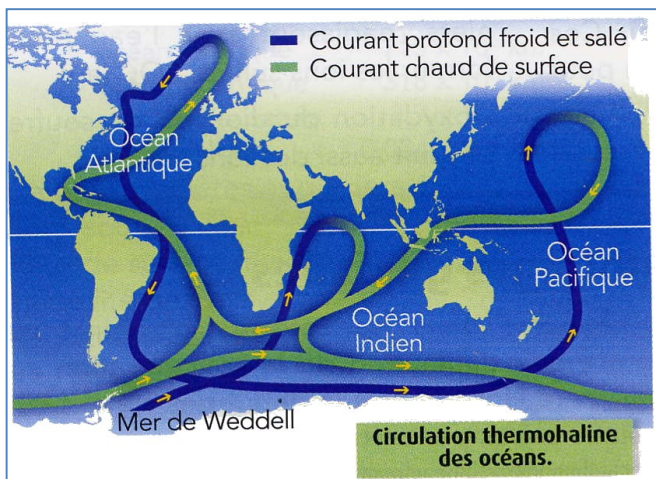 Courant profond froid et salé
Courant chaud de surface
Océan
Atlantique
Océan
Pacifique
Océan
Indien
Mer de Weddell
Circulation thermohaline
des océans.